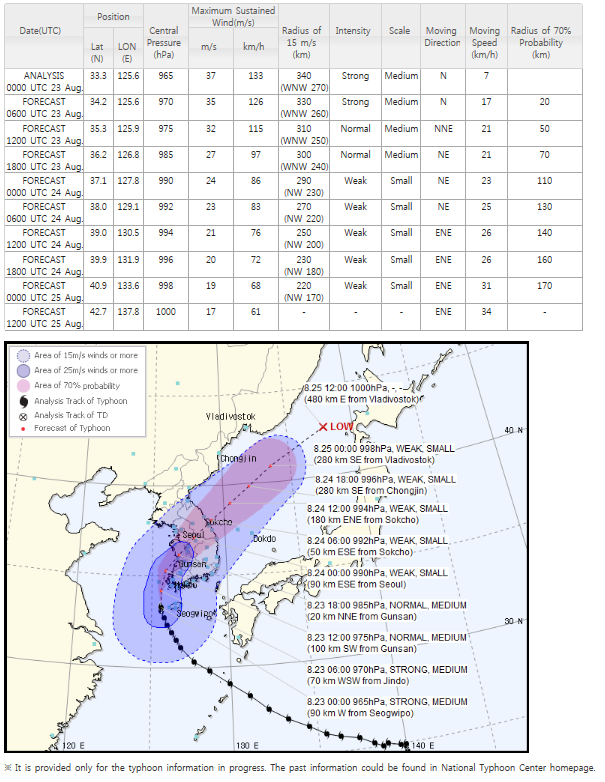 Date(UTC) Position Central Pressure (hPa) Maximum Sustained Wind(m/s) Radius of 15 m/s (km) Intensity Scale Moving Direction Moving Speed (km/h) Radius of 70% Probability (km)
Lat (N) LON (E) m/s km/h
ANALYSIS 33.3 125.6 965 37 133 340 Strong Medium N 7
0000 UTC 23 Aug. (WNW 270)
FORECAST 34.2 125.6 970 35 126 330 Strong Medium N 17 20
0600 UTC 23 Aug. (WNW 260)
FORECAST 35.3 125.9 975 32 115 310 Normal Medium NNE 21 50
1200 UTC 23 Aug. (WNW 250)
FORECAST 36.2 126.8 985 27 97 300 Normal Medium NE 21 70
1800 UTC 23 Aug. (WNW 240)
FORECAST 37.1 127.8 990 24 86 290 Weak Small NE 23 110
0000 UTC 24 Aug. (NW 230)
FORECAST 38.0 129.1 992 23 83 270 Weak Small NE 25 130
0600 UTC 24 Aug. (NW 220)
FORECAST 39.0 130.5 994 21 76 250 Weak Small ENE 26 140
1200 UTC 24 Aug. (NW 200)
FORECAST 39.9 131.9 996 20 72 230 Weak Small ENE 26 160
1800 UTC 24 Aug. (NW 180)
FORECAST 40.9 133.6 998 19 68 220 Weak Small ENE 31 170
0000 UTC 25 Aug. (NW 170)
FORECAST 42.7 137.8 1000 17 61 - - - ENE 34 -
1200 UTC 25 Aug.
Area of 15m/s winds or more
Area of 25m/s winds or more
Area of 70% probability
Analysis Track of Typhoon
Analysis Track of TD
Forecast of Typhoon
8.25 12:00 1000hPa, -, -
(480 km E from Vladivostok)
Vladivostok
LOW
40 N
8.25 00:00 998hPa, WEAK, SMALL
(280 km SE from Vladivostok)
Chongjin
8.24 18:00 996hPa, WEAK, SMALL
(280 km SE from Chongjin)
8.24 12:00 994hPa, WEAK, SMALL
(180 km ENE from Sokcho)
Sokcho
Seoul
Dokdo
8.24 06:00 992hPa, WEAK, SMALL
(50 km ESE from Sokcho)
Gunsan
8.24 00:00 990hPa, WEAK, SMALL
(90 km ESE from Seoul)
8.23 18:00 985hPa, NORMAL, MEDIUM
(20 km NNE from Gunsan)
Seogwipo
30 N
8.23 12:00 975hPa, NORMAL, MEDIUM
(100 km SW from Gunsan)
8.23 06:00 970hPa, STRONG, MEDIUM
(70 km WSW from Jindo)
8.23 00:00 965hPa, STRONG, MEDIUM
(90 km W from Seogwipo)
120 E 130 E 140 E
※ It is provided only for the typhoon information in progress. The past information could be found in National Typhoon Center homepage.